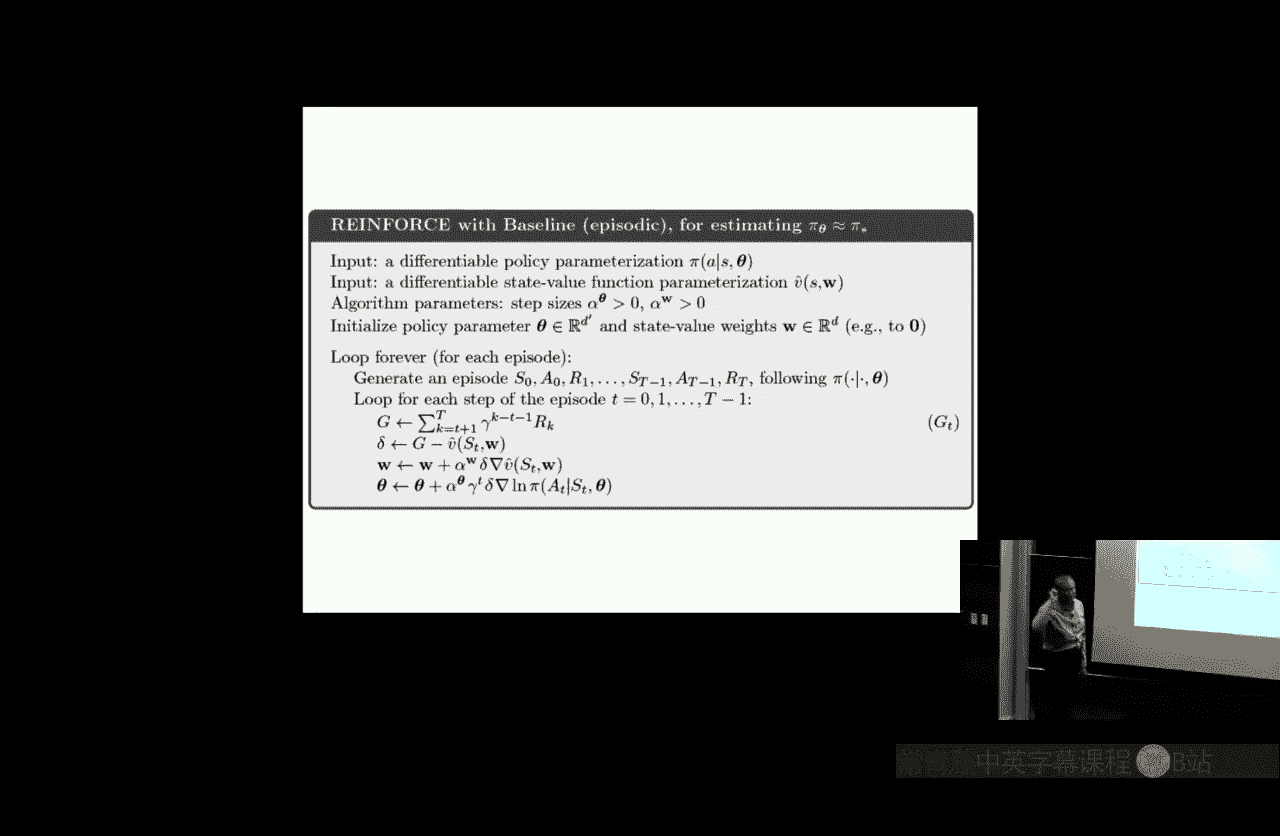 REINFORCE with Baseline (episodic), for estimating π_θ ≈ π_*
Input: a differentiable policy parameterization π(a|s, θ)
Input: a differentiable state-value function parameterization v̂(s,w)
Algorithm parameters: step sizes α^θ > 0, α^w > 0
Initialize policy parameter θ ∈ ℝ^{d′} and state-value weights w ∈ ℝ^d (e.g., to 0)
Loop forever (for each episode):
Generate an episode S_0, A_0, R_1, . . . , S_{T−1}, A_{T−1}, R_T, following π(·|·, θ)
Loop for each step of the episode t = 0, 1, . . . , T − 1:
G ← ∑_{k=t+1}^{T} γ^{k−t−1} R_k (G_t)
δ ← G − v̂(S_t,w)
w ← w + α^w δ∇v̂(S_t,w)
θ ← θ + α^θ γ^t δ∇ ln π(A_t|S_t, θ)
中英字幕课程 B站